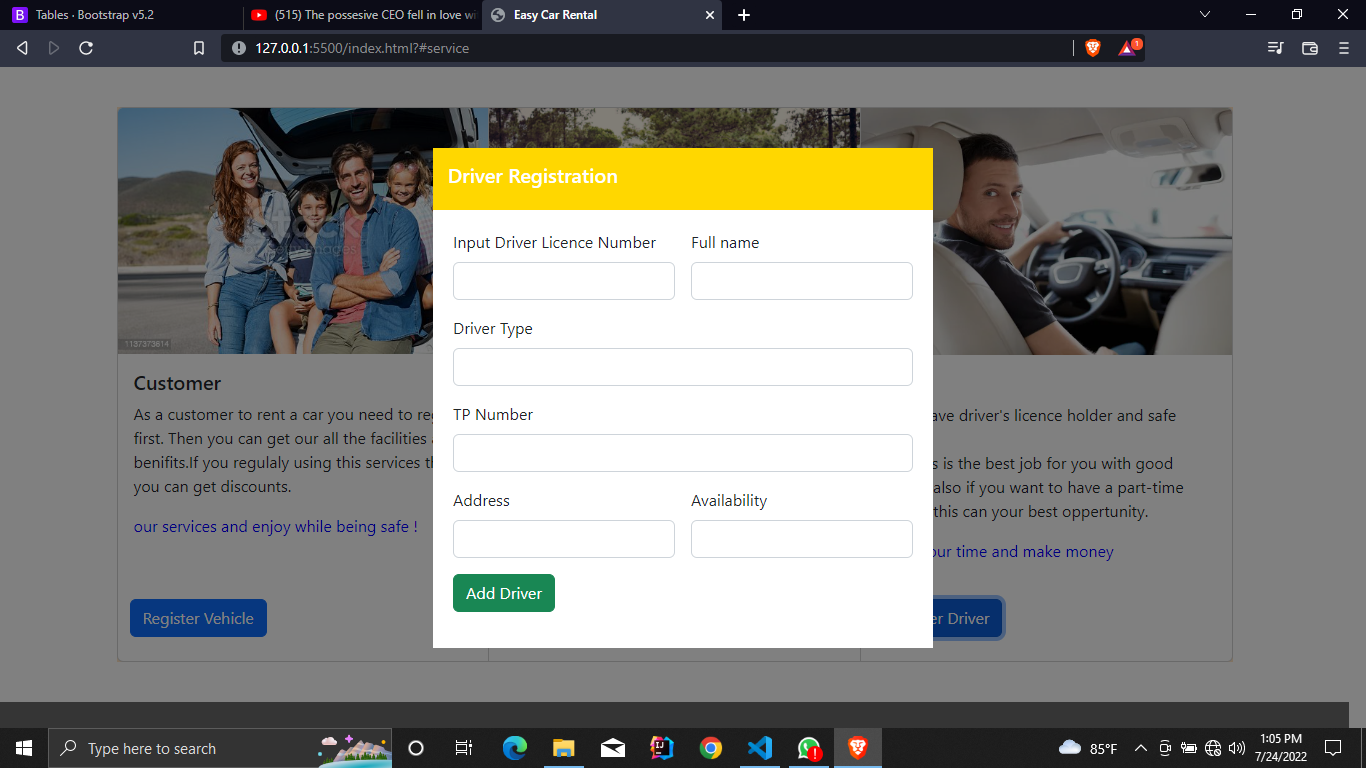 Tables · Bootstrap v5.2
(515) The possesive CEO fell in love wi
Easy Car Rental
127.0.0.1:5500/index.html?#service
1
Driver Registration
Input Driver Licence Number Full name
Driver Type
TP Number
Address Availability
Add Driver
1137373614
Customer
As a customer to rent a car you need to re
first. Then you can get our all the facilities
benifits.If you regulaly using this services t
you can get discounts.
our services and enjoy while being safe !
Register Vehicle
ave driver's licence holder and safe
s is the best job for you with good
also if you want to have a part-time
this can your best oppertunity.
our time and make money
er Driver
Type here to search
85°F
1:05 PM
7/24/2022